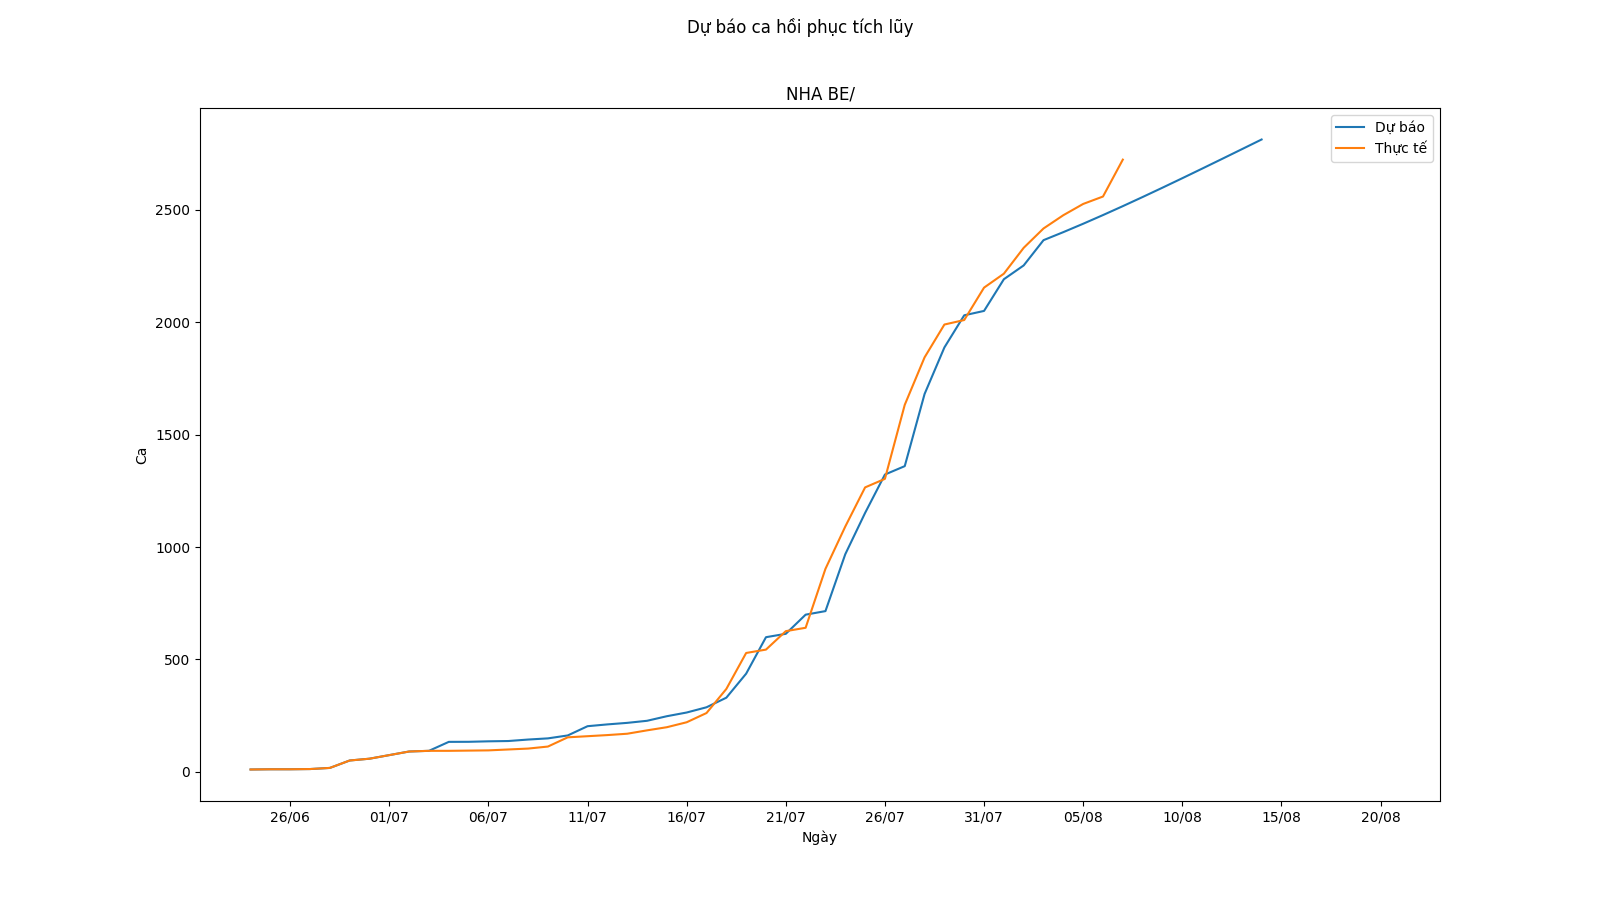 Dự báo ca hồi phục tích lũy
NHA BE/
Dự báo
Thực tế
Ca
2500
2000
1500
1000
500
0
26/06 01/07 06/07 11/07 16/07 21/07 26/07 31/07 05/08 10/08 15/08 20/08
Ngày